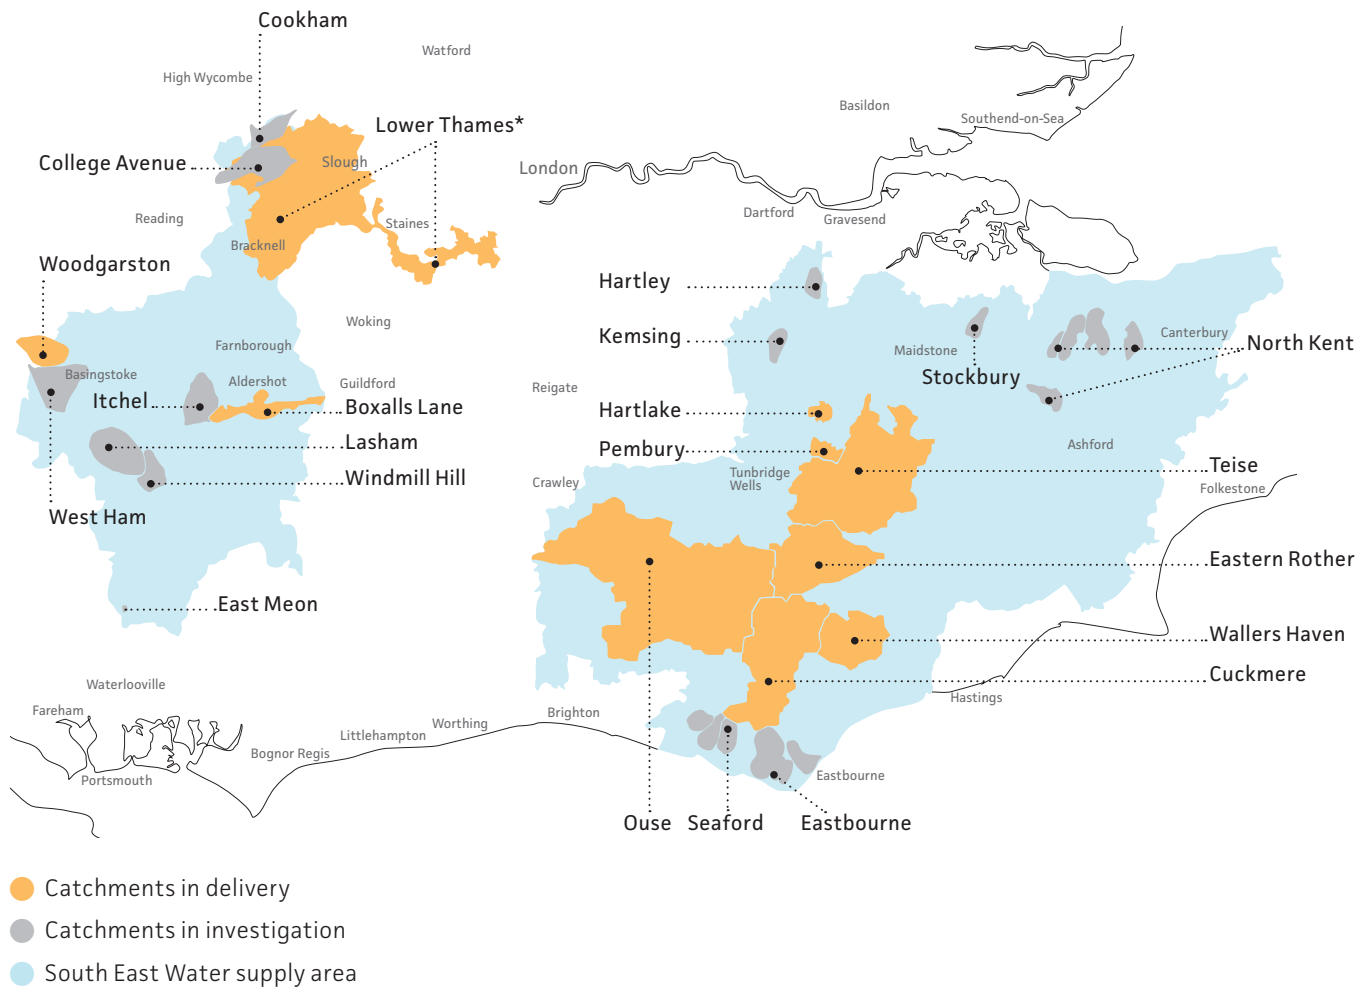 Cookham
Watford
High Wycombe
Basildon
Southend-on-Sea
Lower Thames*
College Avenue
Slough
London
Reading
Staines
Dartford
Gravesend
Bracknell
Woodgarston
Hartley
Woking
Kemsing
Canterbury
North Kent
Farnborough
Maidstone
Stockbury
Basingstoke
Aldershot
Guildford
Reigate
Itchel
Boxalls Lane
Hartlake
Lasham
Pembury
Ashford
Windmill Hill
Crawley
Tunbridge
Wells
Teise
Folkestone
West Ham
Eastern Rother
East Meon
Wallers Haven
Cuckmere
Waterlooville
Fareham
Hastings
Brighton
Worthing
Littlehampton
Bognor Regis
Portsmouth
Eastbourne
Ouse
Seaford
Eastbourne
Catchments in delivery
Catchments in investigation
South East Water supply area